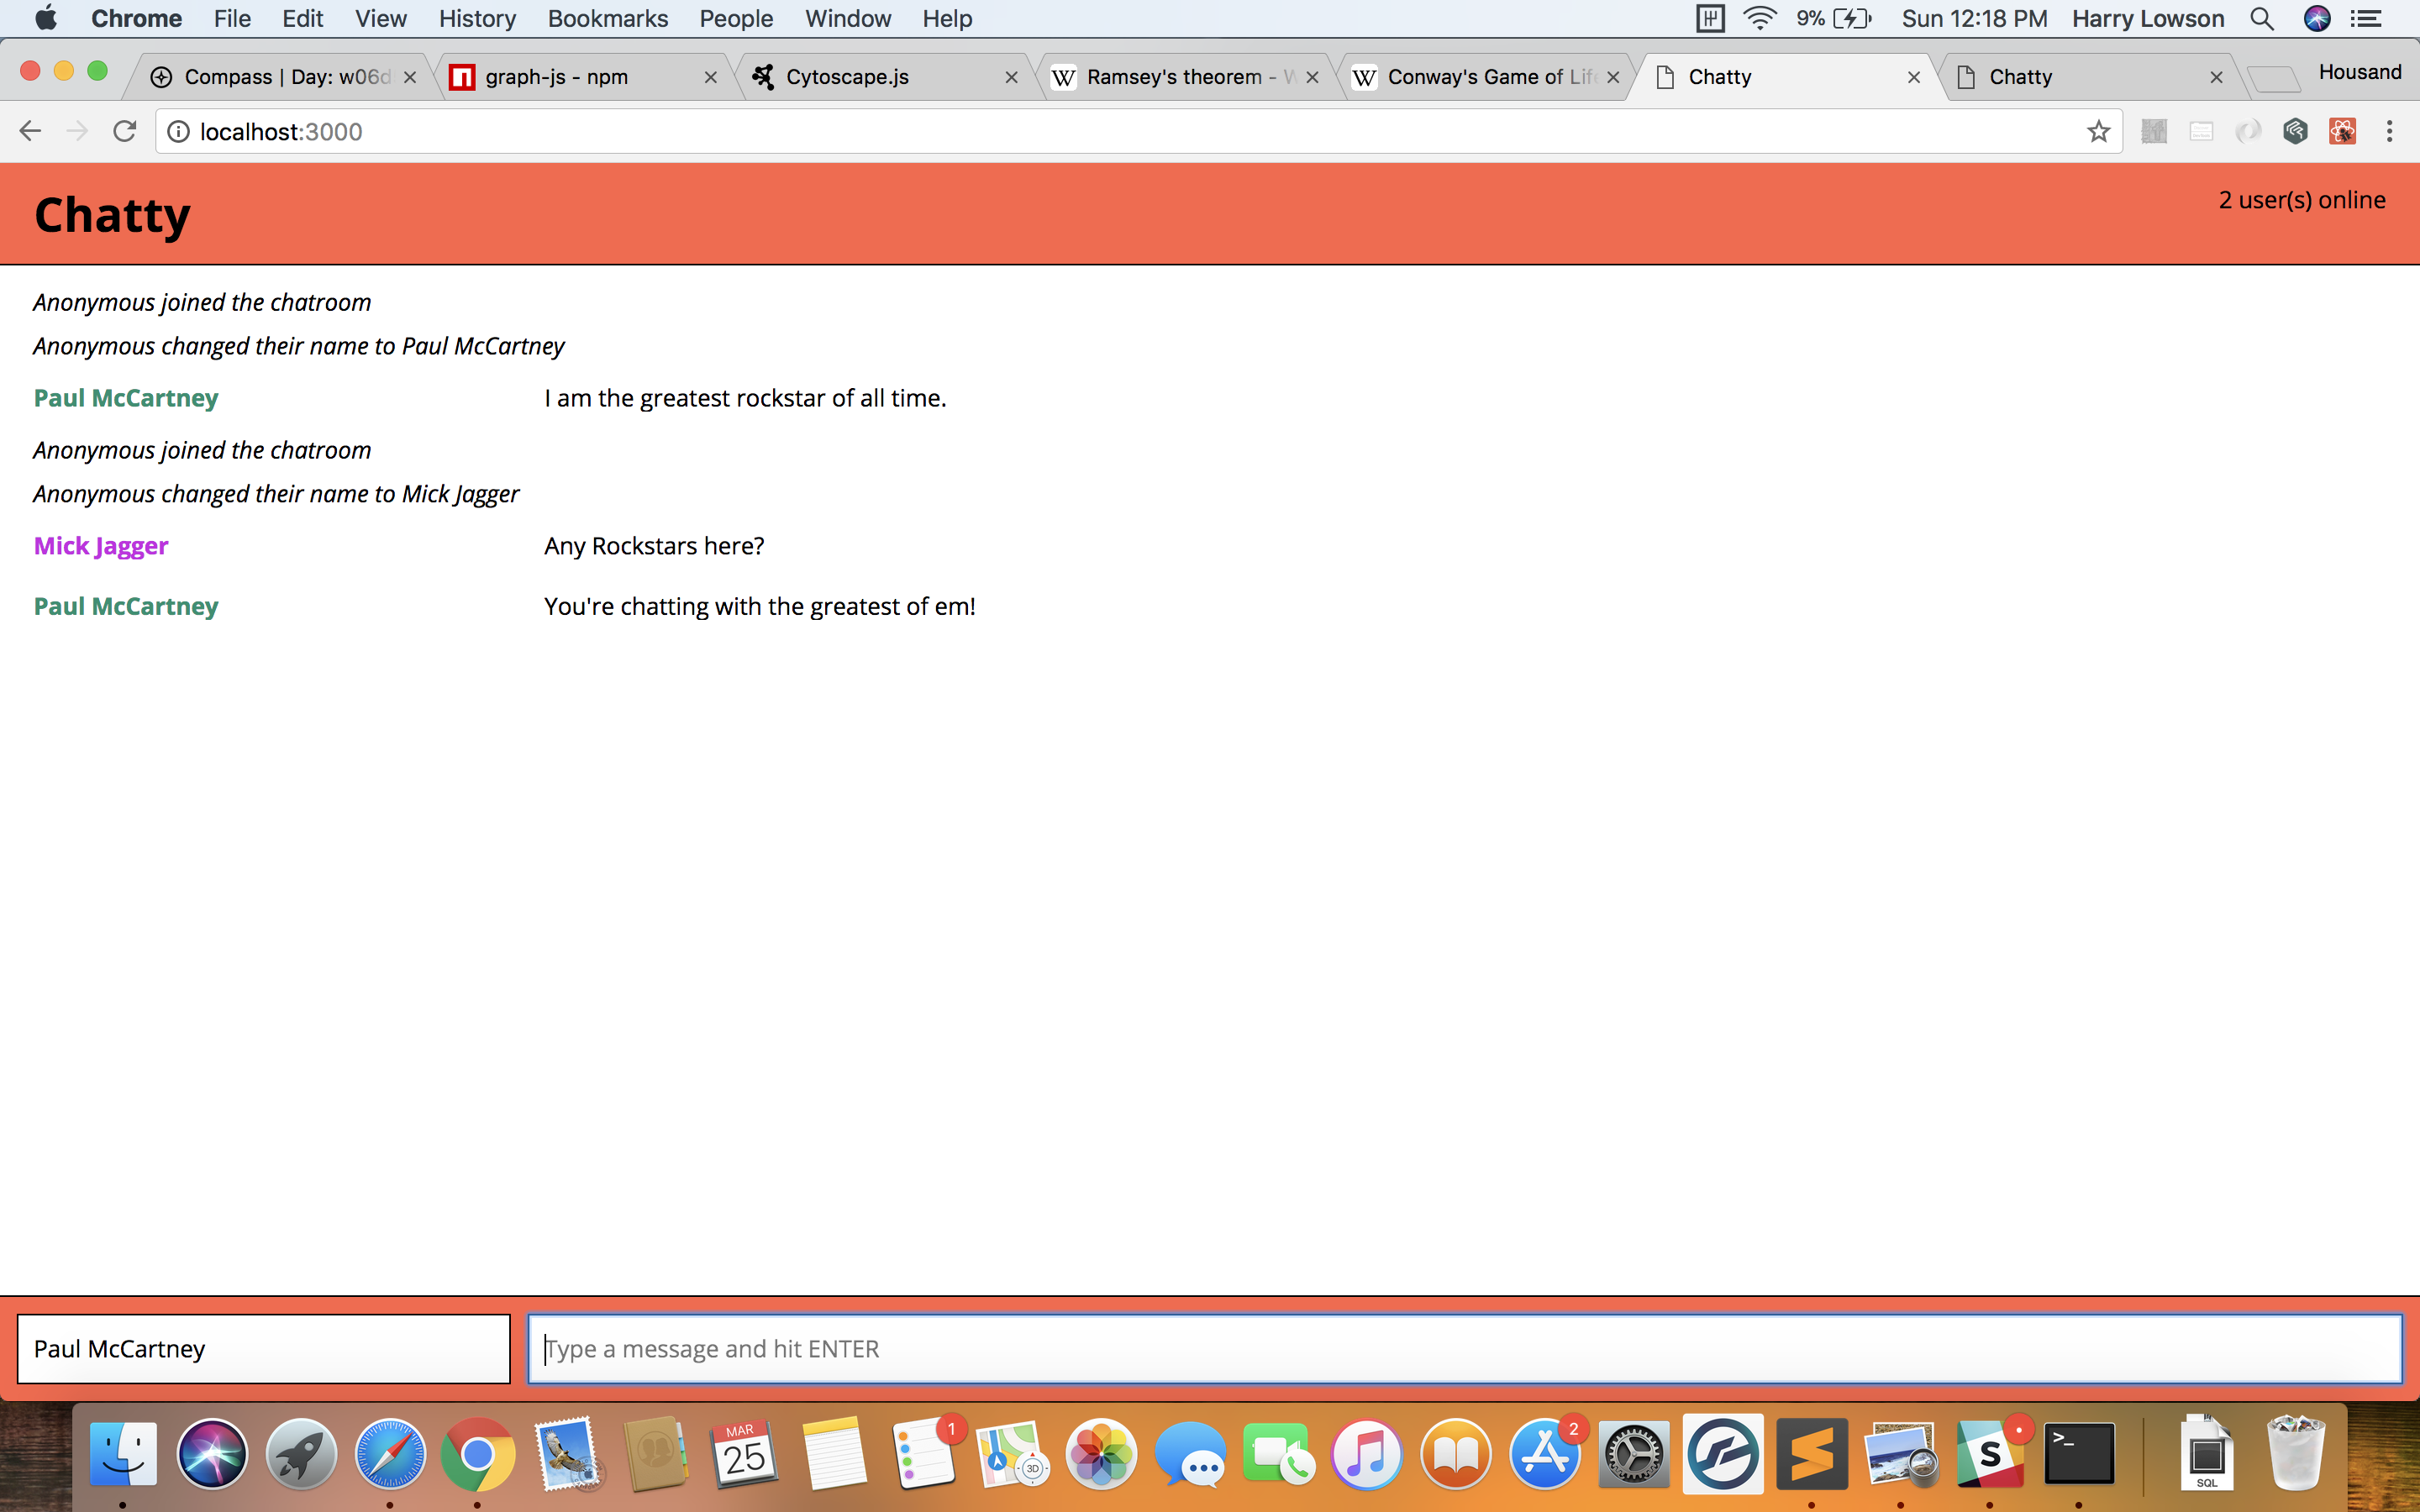 Chrome File Edit View History Bookmarks People Window Help 9% Sun 12:18 PM Harry Lowson
Compass | Day: w06d graph-js - npm Cytoscape.js Ramsey's theorem - W Conway's Game of Life Chatty Chatty Housand
localhost:3000
Chatty 2 user(s) online
Anonymous joined the chatroom
Anonymous changed their name to Paul McCartney
Paul McCartney I am the greatest rockstar of all time.
Anonymous joined the chatroom
Anonymous changed their name to Mick Jagger
Mick Jagger Any Rockstars here?
Paul McCartney You're chatting with the greatest of em!
Paul McCartney Type a message and hit ENTER
MAR
25
1
3D
2
S
>_
SQL